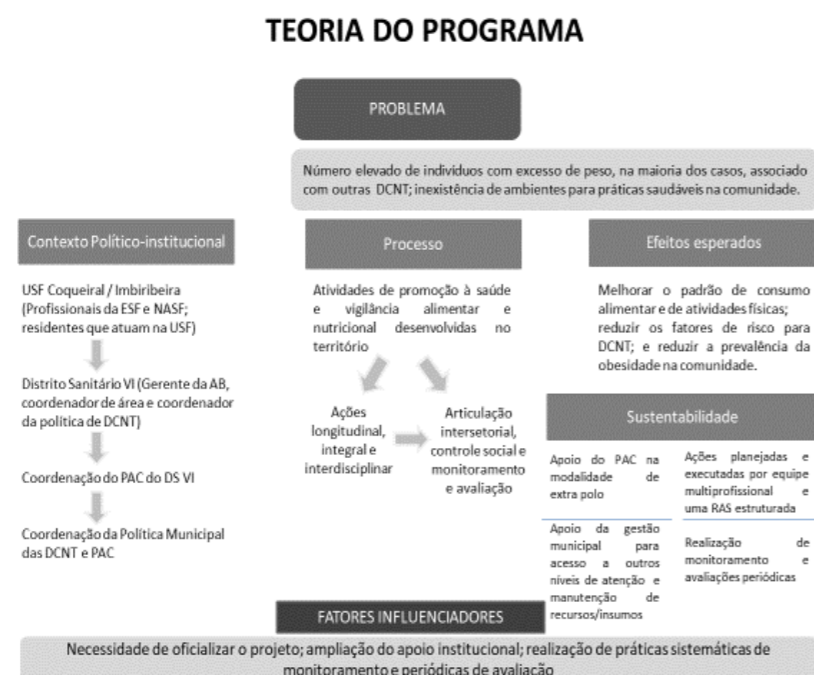 TEORIA DO PROGRAMA
PROBLEMA
Número elevado de indivíduos com excesso de peso, na maioria dos casos, associado
com outras DCNT; inexistência de ambientes para práticas saudáveis na comunidade.
Contexto Político-institucional
USF Coqueiral / Imbiribeira
(Profissionais da ESF e NASF;
residentes que atuam na USF)
Distrito Sanitário VI (Gerente da AB,
coordenador de área e coordenador
da política de DCNT)
Coordenação do PAC do DS VI
Coordenação da Política Municipal
das DCNT e PAC
Processo
Atividades de promoção à saúde
e vigilância alimentar e
nutricional desenvolvidas no
território
Ações
longitudinal,
integral e
interdisciplinar
Articulação
intersetorial,
controle social e
monitoramento
e avaliação
Efeitos esperados
Melhorar o padrão de consumo
alimentar e de atividades físicas;
reduzir os fatores de risco para
DCNT; e reduzir a prevalência da
obesidade na comunidade.
Sustentabilidade
Apoio do PAC na
modalidade de
extra polo
Ações planejadas e
executadas por equipe
multiprofissional e
uma RAS estruturada
Apoio da gestão
municipal para
acesso a outros
níveis de atenção e
manutenção de
recursos/insumos
Realização de
monitoramento e
avaliações periódicas
FATORES INFLUENCIADORES
Necessidade de oficializar o projeto; ampliação do apoio institucional; realização de práticas sistemáticas de
monitoramento e periódicas de avaliação